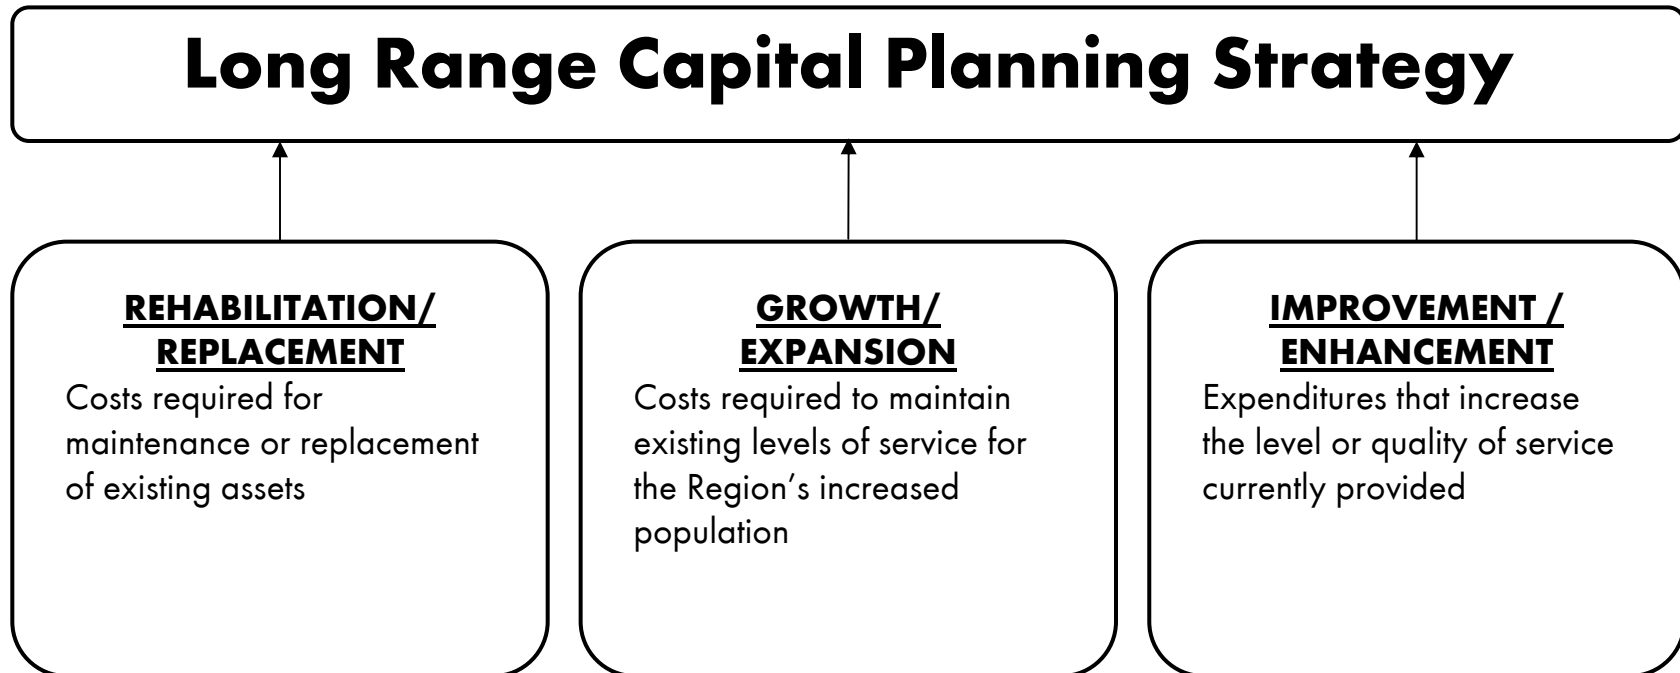 Long Range Capital Planning Strategy
REHABILITATION/
REPLACEMENT
Costs required for
maintenance or replacement
of existing assets
GROWTH/
EXPANSION
Costs required to maintain
existing levels of service for
the Region’s increased
population
IMPROVEMENT /
ENHANCEMENT
Expenditures that increase
the level or quality of service
currently provided